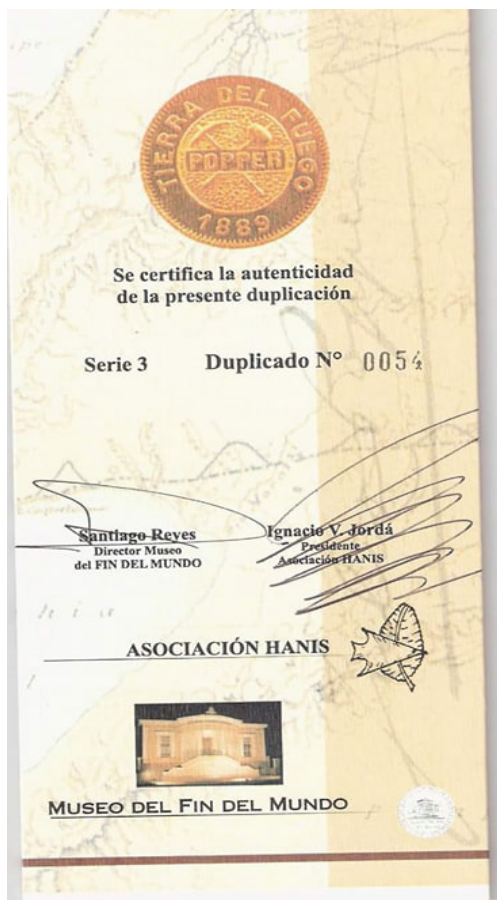 TIERRA DEL FUEGO
POPPER
1889
Se certifica la autenticidad
de la presente duplicación
Serie 3 Duplicado N° 0054
Santiago Reyes
Director Museo
del FIN DEL MUNDO
Ignacio V. Jordá
Presidente
Asociación HANIS
ASOCIACIÓN HANIS
MUSEO DEL FIN DEL MUNDO